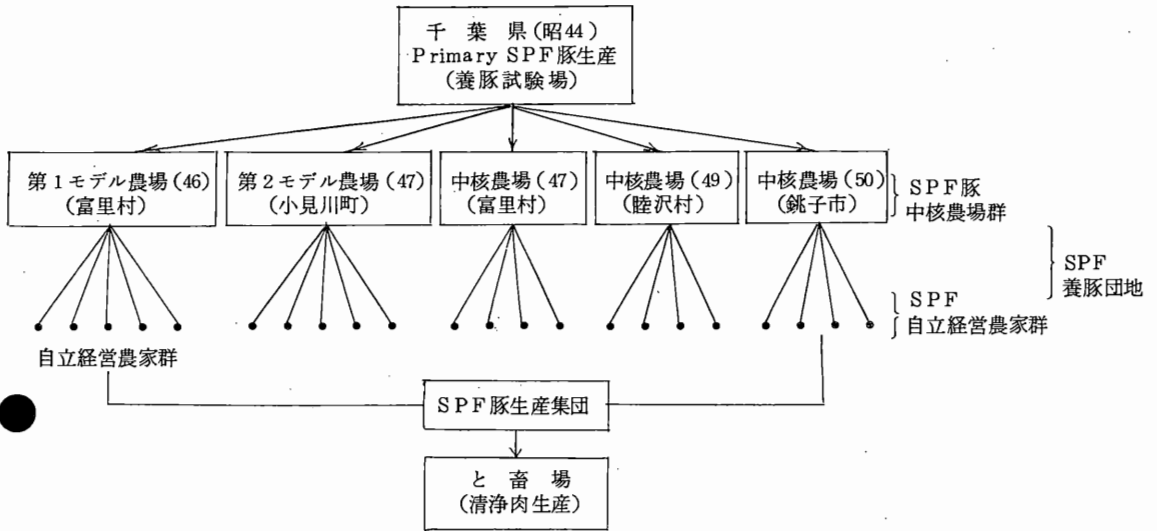 千葉県(昭44)
Primary SPF豚生産
(養豚試験場)
第1モデル農場(46)
(富里村)
第2モデル農場(47)
(小見川町)
中核農場(47)
(富里村)
中核農場(49)
(睦沢村)
中核農場(50)
(銚子市)
SPF豚
中核農場群
SPF
養豚団地
SPF
自立経営農家群
自立経営農家群
SPF豚生産集団
と畜場
(清浄肉生産)